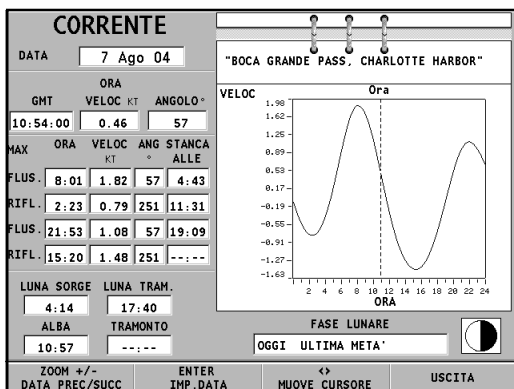 CORRENTE
DATA 7 Ago 04
ORA
GMT VELOC KT ANGOLO °
10:54:00 0.46 57
MAX ORA VELOC KT ANG ° STANCA ALLE
FLUS. 8:01 1.82 57 4:43
RIFL. 2:23 0.79 251 11:31
FLUS. 21:53 1.08 57 19:09
RIFL. 15:20 1.48 251 --:--
LUNA SORGE LUNA TRAM.
4:14 17:40
ALBA TRAMONTO
10:57 --:--
"BOCA GRANDE PASS, CHARLOTTE HARBOR"
VELOC Ora
1.98
1.62
1.25
0.89
0.53
0.17
-0.19
-0.55
-0.91
-1.27
-1.63
2 4 6 8 10 12 14 16 18 20 22 24
ORA
FASE LUNARE
OGGI ULTIMA META'
ZOOM +/- ENTER <> USCITA
DATA PREC/SUCC IMP.DATA MUOVE CURSORE